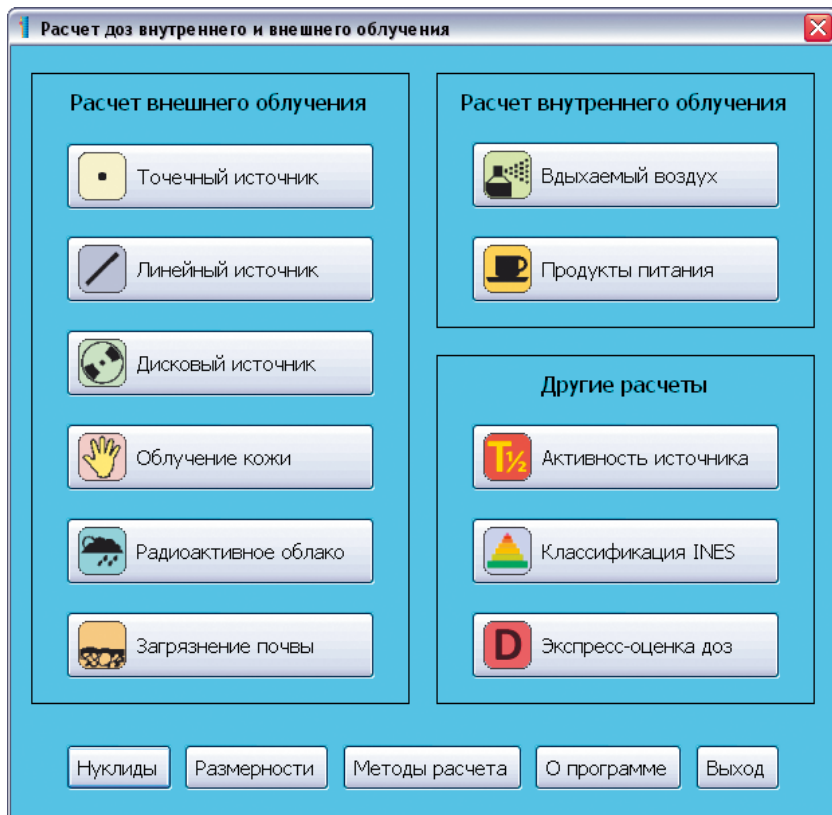 Расчет доз внутреннего и внешнего облучения
Расчет внешнего облучения
Точечный источник
Линейный источник
Дисковый источник
Облучение кожи
Радиоактивное облако
Загрязнение почвы
Расчет внутреннего облучения
Вдыхаемый воздух
Продукты питания
Другие расчеты
T½
Активность источника
Классификация INES
D
Экспресс-оценка доз
Нуклиды
Размерности
Методы расчета
О программе
Выход